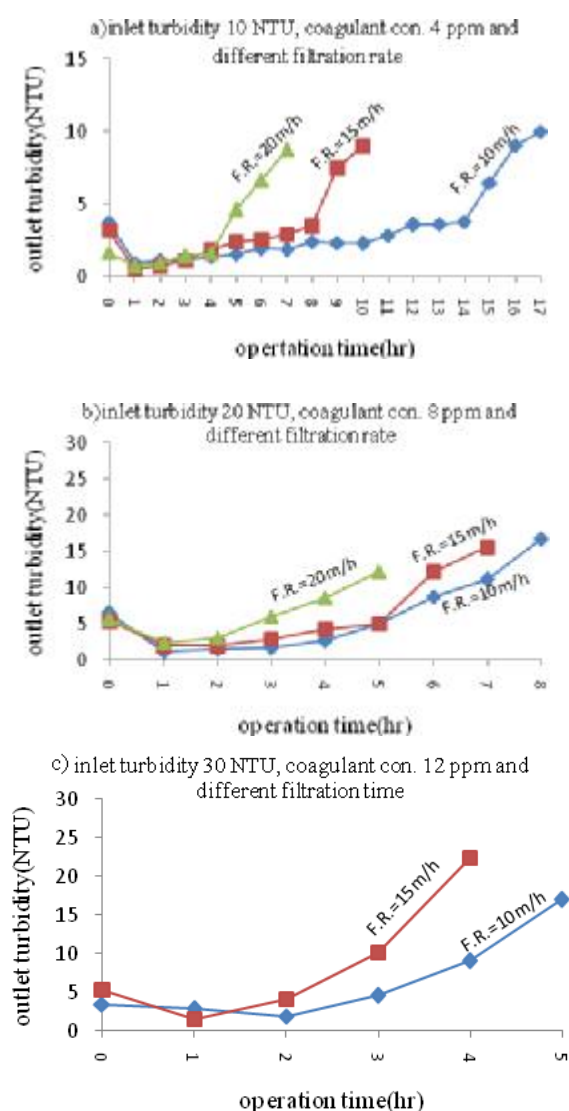 a)inlet turbidity 10 NTU, coagulant con. 4 ppm and
different filtration rate
outlet turbidity(NTU)
15
10
5
0
F.R.=20m/h
F.R.=15m/h
F.R.=10m/h
0 1 2 3 4 5 6 7 8 9 10 11 12 13 14 15 16 17
opertation time(hr)
b)inlet turbidity 20 NTU, coagulant con. 8 ppm and
different filtration rate
outlet turbidity(NTU)
30
25
20
15
10
5
0
F.R.=20m/h
F.R.=15m/h
F.R.=10m/h
0 1 2 3 4 5 6 7 8
operation time(hr)
c) inlet turbidity 30 NTU, coagulant con. 12 ppm and
different filtration time
outlet turbidity(NTU)
30
25
20
15
10
5
0
F.R.=15m/h
F.R.=10m/h
0 1 2 3 4 5
operation time(hr)